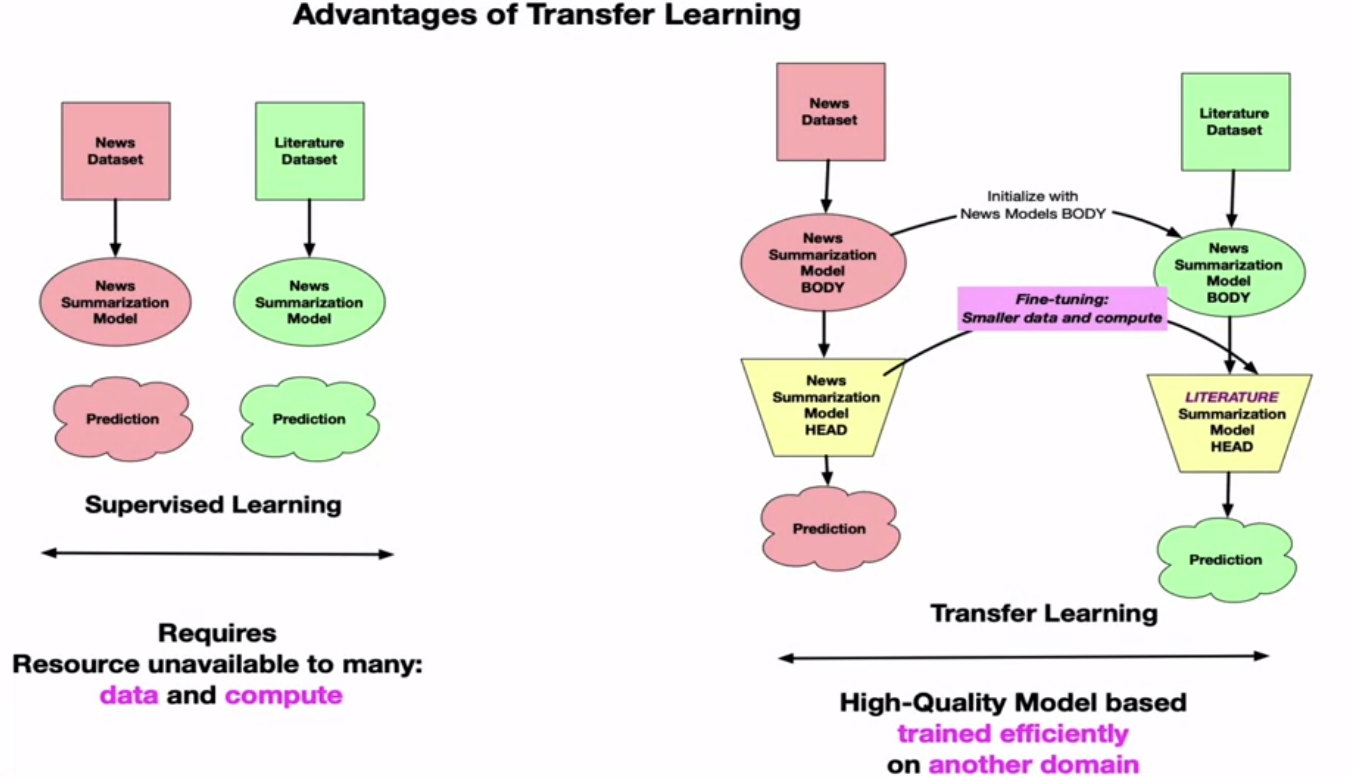 Advantages of Transfer Learning
News
Dataset
Literature
Dataset
News
Summarization
Model
News
Summarization
Model
Prediction
Prediction
Supervised Learning
Requires
Resource unavailable to many:
data and compute
News
Dataset
Literature
Dataset
Initialize with
News Models BODY
News
Summarization
Model
BODY
News
Summarization
Model
BODY
Fine-tuning:
Smaller data and compute
News
Summarization
Model
HEAD
LITERATURE
Summarization
Model
HEAD
Prediction
Prediction
Transfer Learning
High-Quality Model based
trained efficiently
on another domain